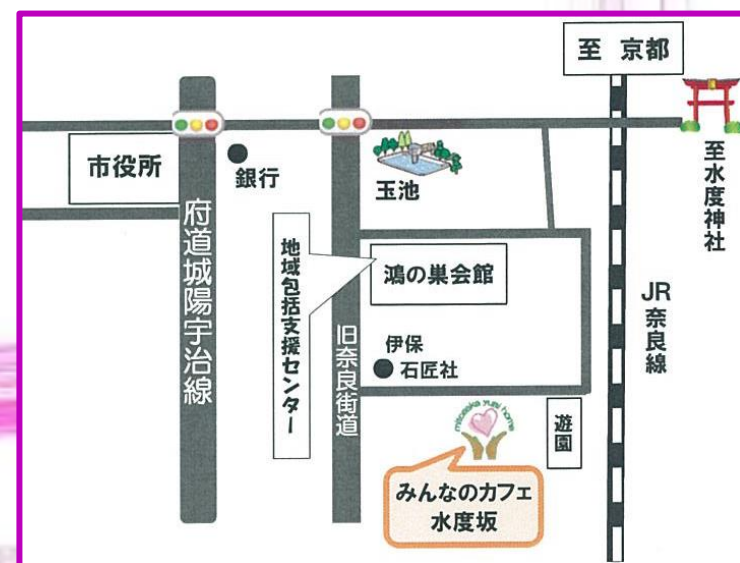 至 京都
市役所
銀行
玉池
至水度神社
府道城陽宇治線
地域包括支援センター
旧奈良街道
鴻の巣会館
伊保
石匠社
JR奈良線
遊園
みんなのカフェ
水度坂